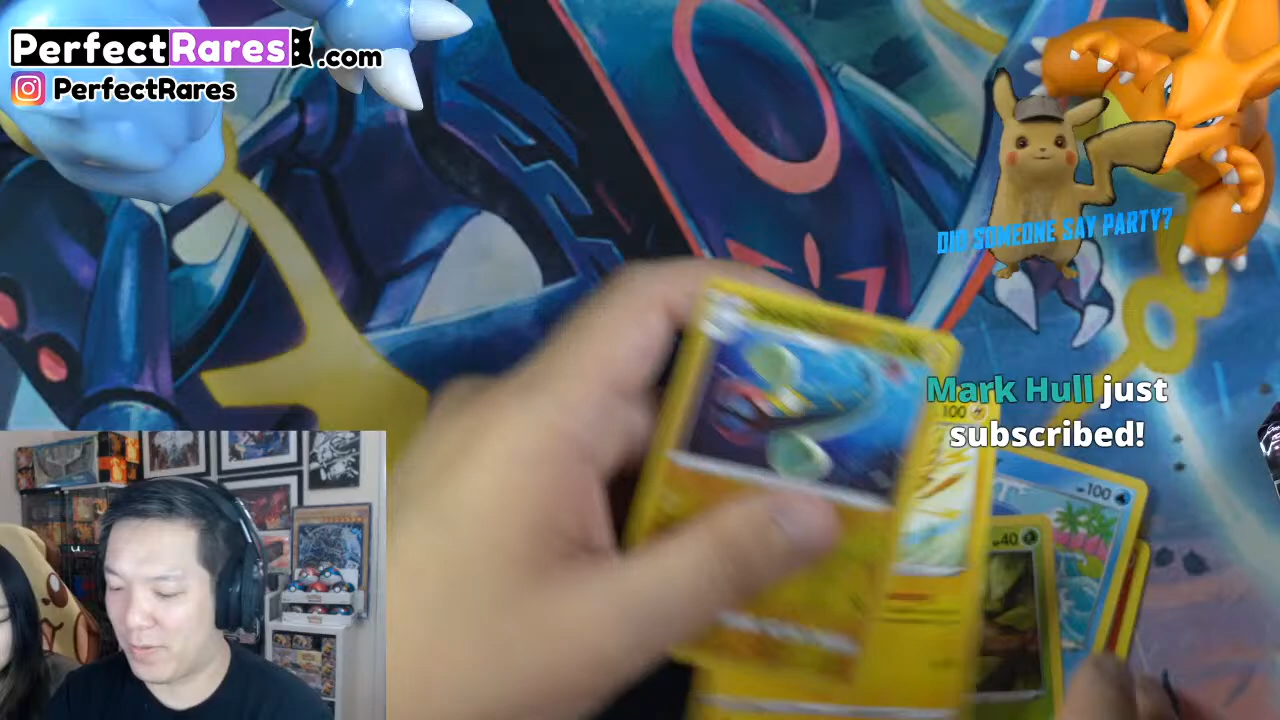 PerfectRares.com
PerfectRares
DID SOMEONE SAY PARTY?
Mark Hull just
subscribed!
100
100
40